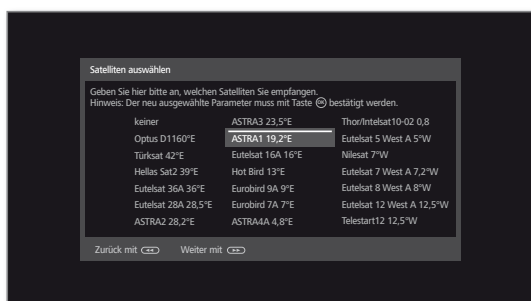 Satelliten auswählen
Geben Sie hier bitte an, welchen Satelliten Sie empfangen.
Hinweis: Der neu ausgewählte Parameter muss mit Taste OK bestätigt werden.
keiner ASTRA3 23,5°E Thor/Intelsat10-02 0,8
Optus D1160°E ASTRA1 19,2°E Eutelsat 5 West A 5°W
Türksat 42°E Eutelsat 16A 16°E Nilesat 7°W
Hellas Sat2 39°E Hot Bird 13°E Eutelsat 7 West A 7,2°W
Eutelsat 36A 36°E Eurobird 9A 9°E Eutelsat 8 West A 8°W
Eutelsat 28A 28,5°E Eurobird 7A 7°E Eutelsat 12 West A 12,5°W
ASTRA2 28,2°E ASTRA4A 4,8°E Telestart12 12,5°W
Zurück mit Weiter mit